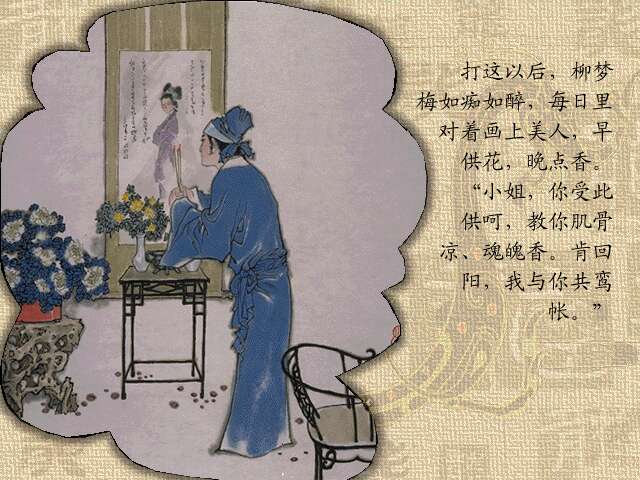 打这以后，柳梦
梅如痴如醉，每日里
对着画上美人，早
供花，晚点香。
“小姐，你受此
供呵，教你肌骨
凉、魂魄香。肯回
阳，我与你共鸾
帐。”